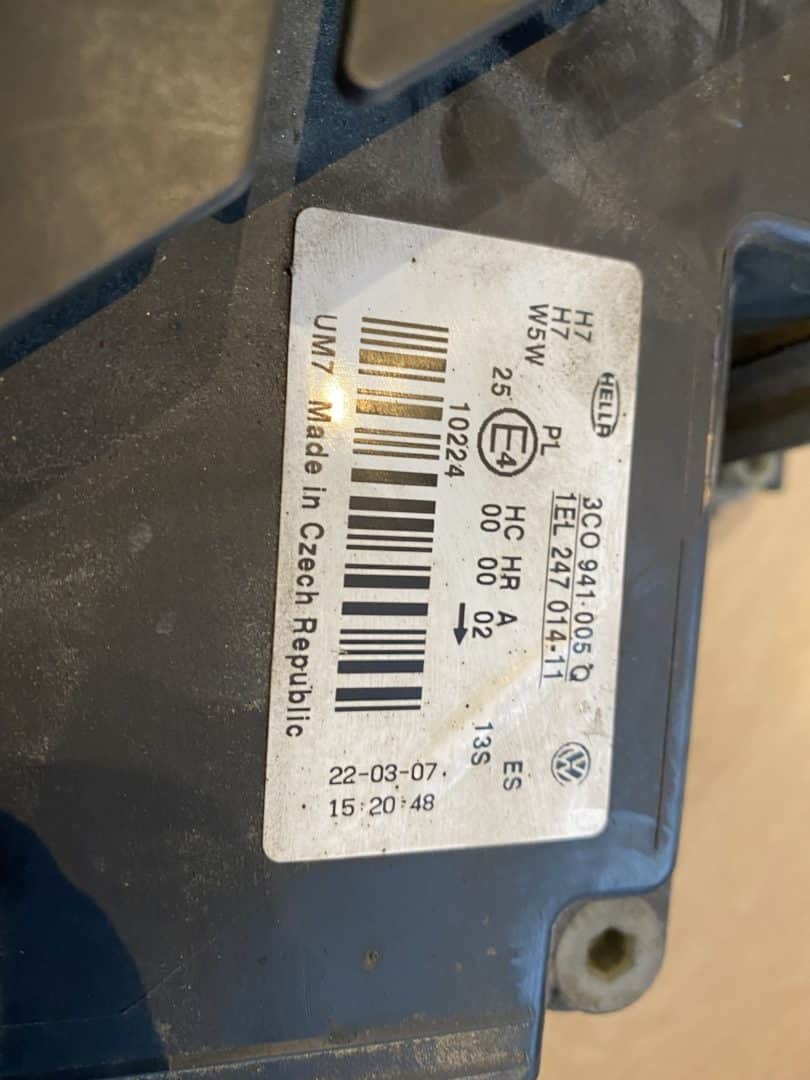 H7
H7
W5W
HELLA
PL
3C0 941 005 Q
1EL 247 014-11
25
E4
HC HR A
00 00 02
ES
13S
10224
UM7 Made in Czech Republic
22-03-07
15:20:48